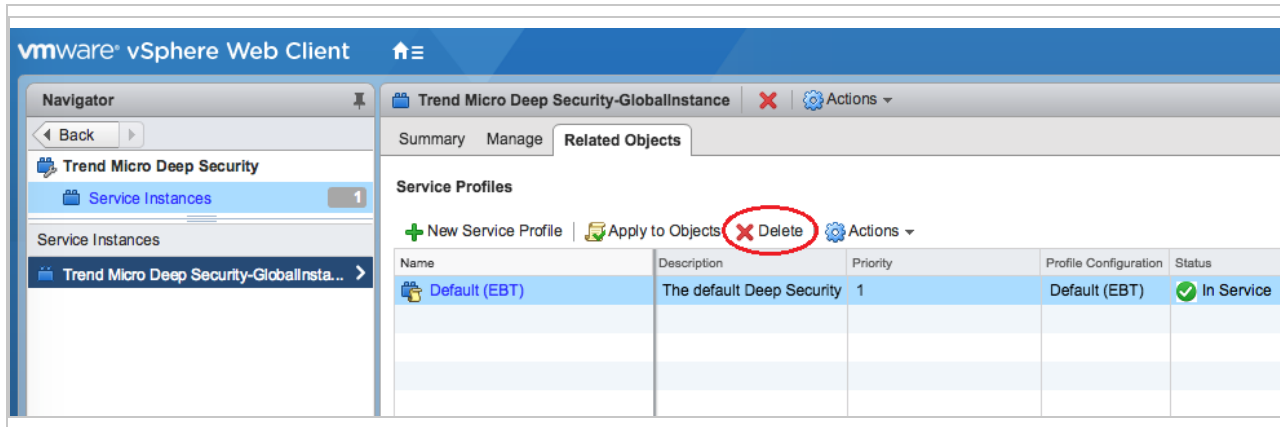 vmware® vSphere Web Client
Navigator
Trend Micro Deep Security-GlobalInstance
Actions
Back
Summary
Manage
Related Objects
Trend Micro Deep Security
Service Instances
1
Service Profiles
Service Instances
New Service Profile
Apply to Objects
Delete
Actions
Name
Description
Priority
Profile Configuration
Status
Trend Micro Deep Security-GlobalInsta...
Default (EBT)
The default Deep Security
1
Default (EBT)
In Service